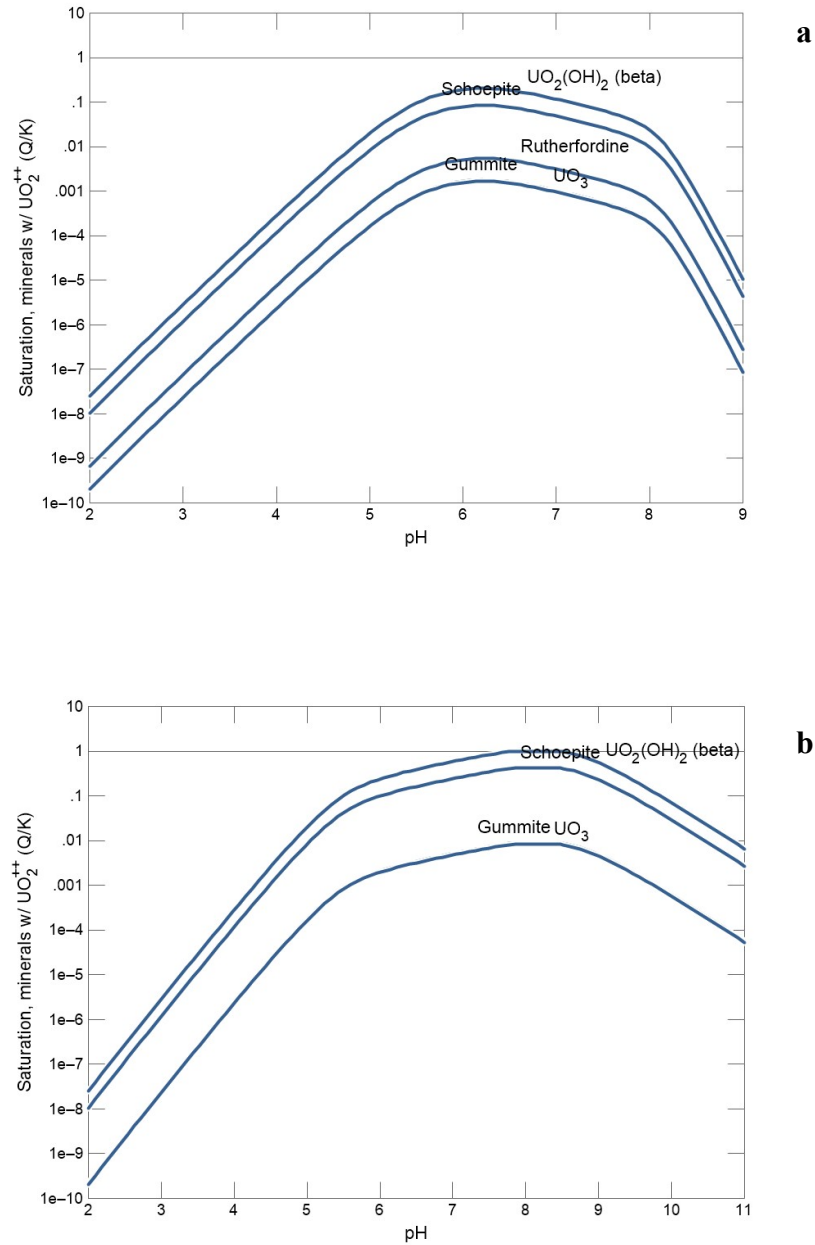 a
10
1
.1
.01
.001
1e–4
1e–5
1e–6
1e–7
1e–8
1e–9
1e–10
Saturation, minerals w/ UO2++ (Q/K)
UO2(OH)2 (beta)
Schoepite
Rutherfordine
Gummite
UO3
2 3 4 5 6 7 8 9
pH
b
10
1
.1
.01
.001
1e–4
1e–5
1e–6
1e–7
1e–8
1e–9
1e–10
Saturation, minerals w/ UO2++ (Q/K)
Schoepite UO2(OH)2 (beta)
Gummite UO3
2 3 4 5 6 7 8 9 10 11
pH